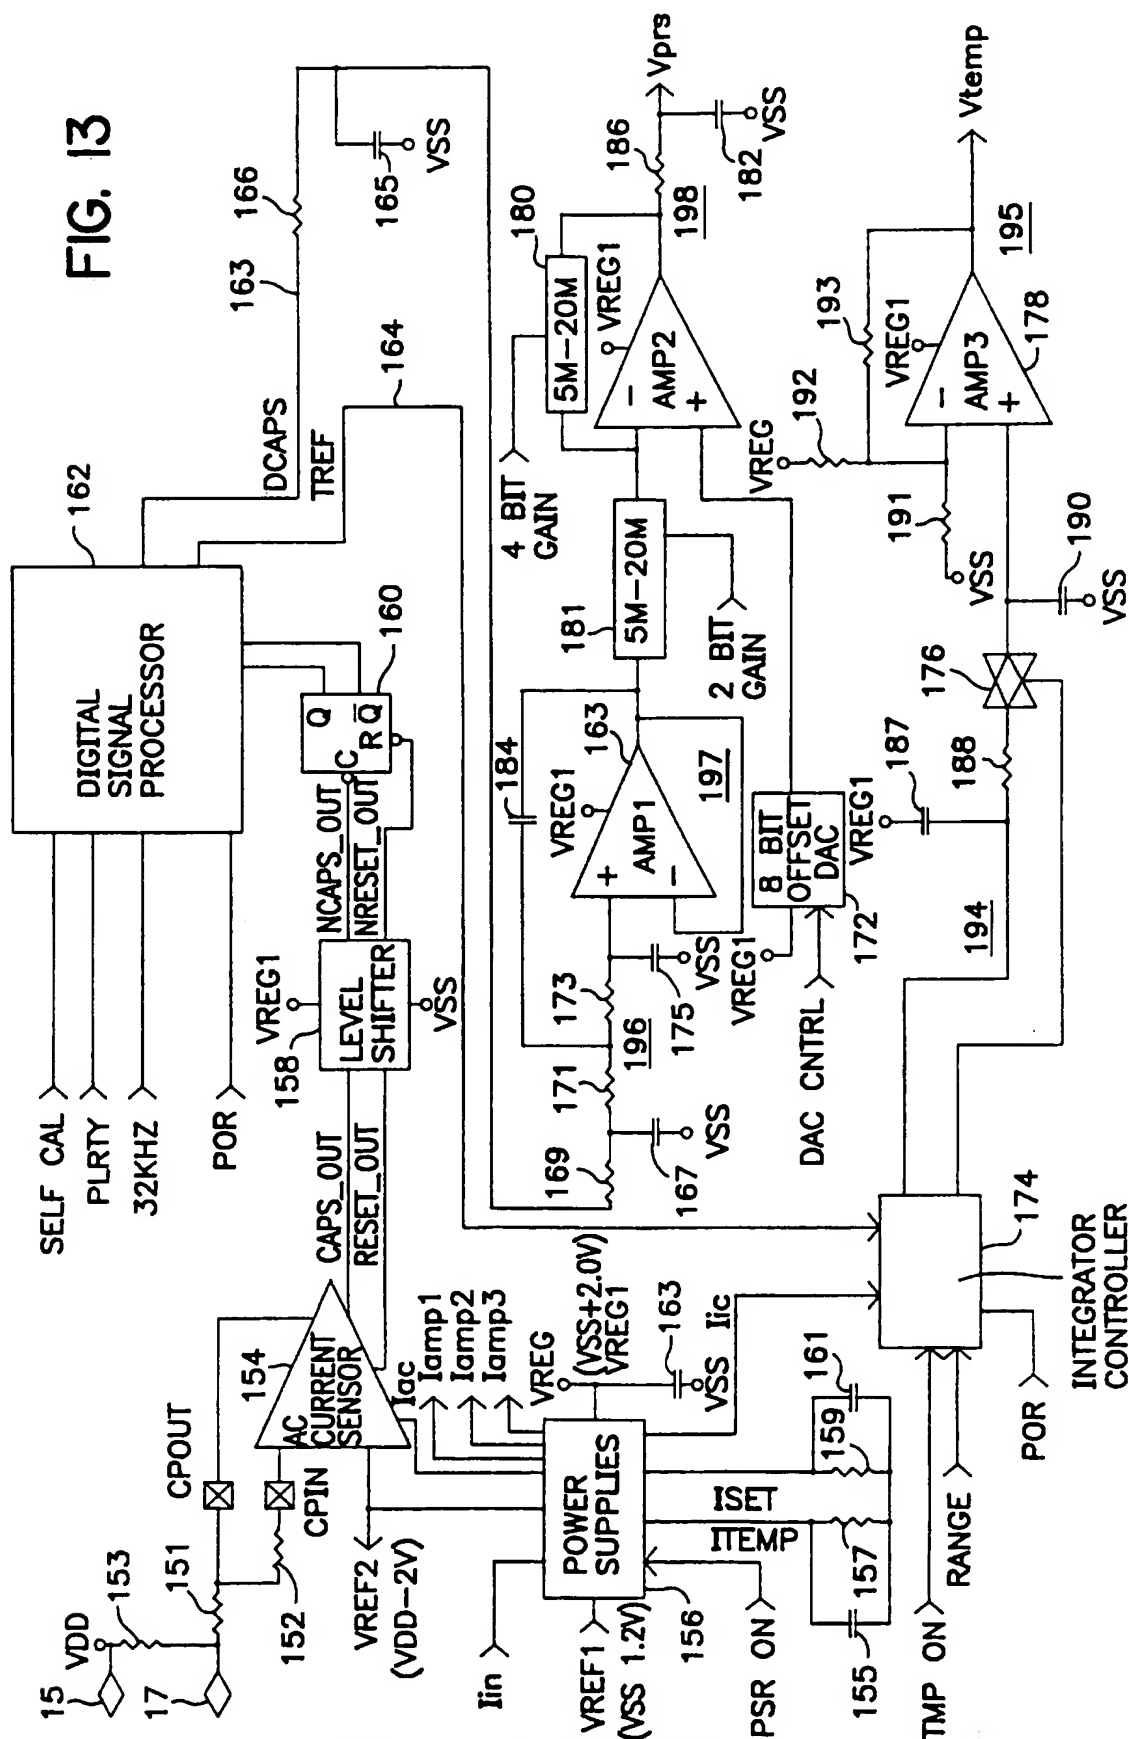 FIG. 13
SELF CAL
PLRTY
32KHZ
POR
DIGITAL
SIGNAL
PROCESSOR
162
DCAPS
163
166
165
VSS
TREF
164
15
VDD
153
151
152
17
CPOUT
CPIN
154
AC
CURRENT
SENSOR
CAPS_OUT
RESET_OUT
158
VREG1
LEVEL
SHIFTER
VSS
NCAPS_OUT
NRESET_OUT
C
Q
Q
R
160
VREF2
(VDD-2V)
Iac
Iamp1
Iamp2
Iamp3
Iin
VREF1
(VSS 1.2V)
156
POWER
SUPPLIES
VREG
(VSS+2.0V)
VREG1
163
VSS
Iic
PSR ON
ITEMP
ISET
155
157
159
161
169
167
VSS
171
196
173
175
VSS
184
VREG1
163
+
AMP1
−
197
181
5M-20M
2 BIT
GAIN
4 BIT
GAIN
180
5M-20M
VREG1
−
AMP2
+
198
186
182
VSS
Vprs
VREG1
8 BIT
OFFSET
DAC
172
DAC CNTRL
TMP ON
RANGE
POR
174
INTEGRATOR
CONTROLLER
194
VREG1
187
188
176
190
VSS
VSS
191
VREG
192
193
VREG1
−
AMP3
+
178
195
Vtemp